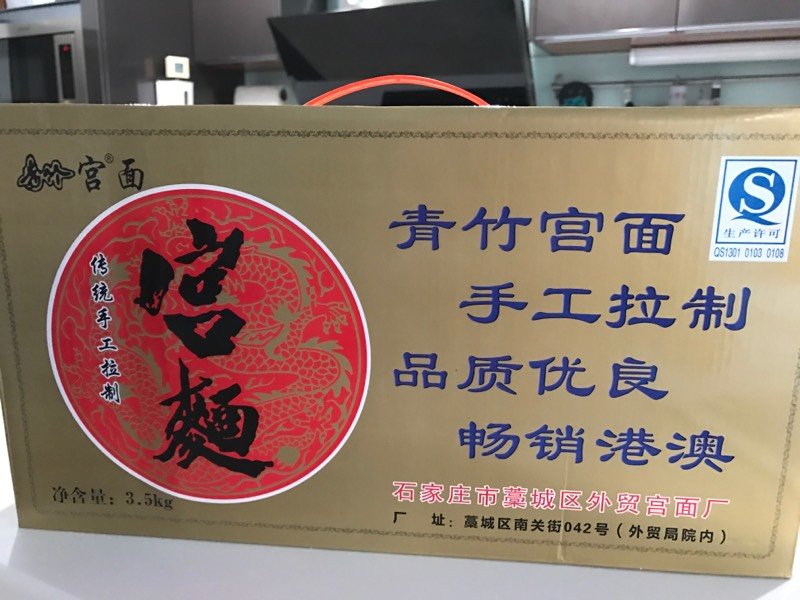 宫®面
传统手工拉制
宫麵
净含量: 3.5kg
青竹宫面
手工拉制
品质优良
畅销港澳
石家庄市藁城区外贸宫面厂
厂 址: 藁城区南关街042号(外贸局院内)
生产许可
QS1301 0103 0108